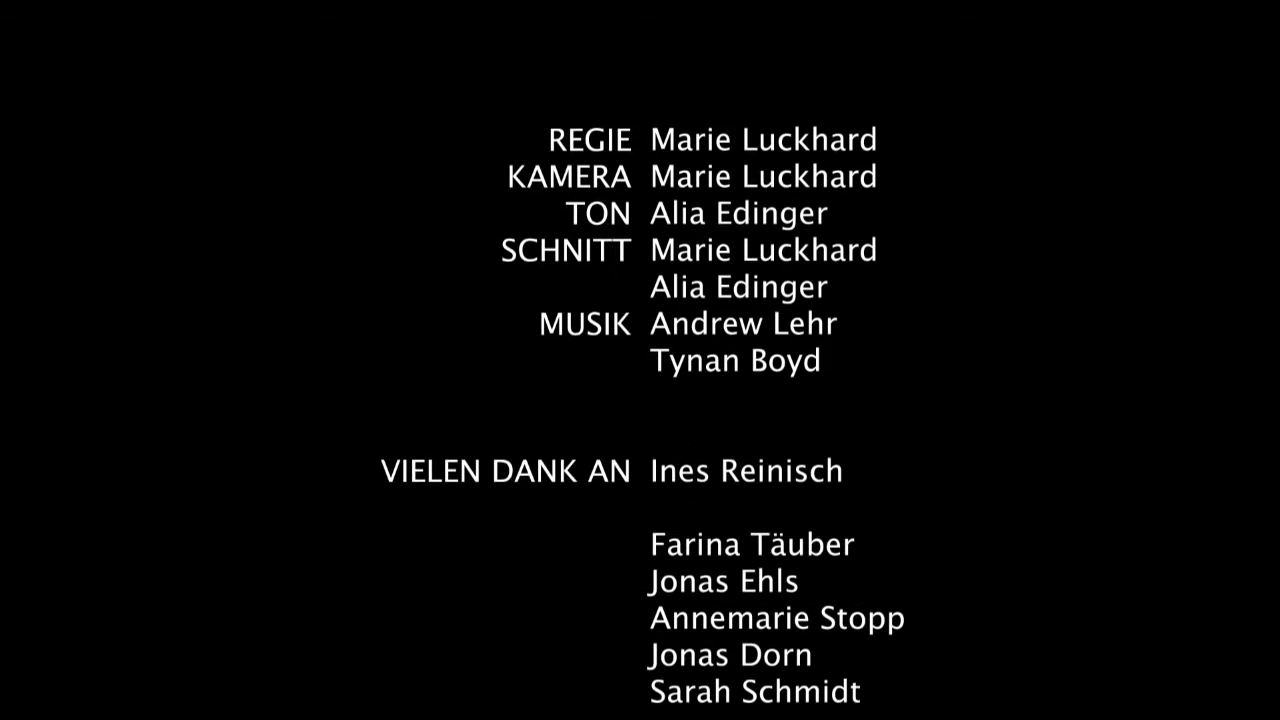 REGIE Marie Luckhard
KAMERA Marie Luckhard
TON Alia Edinger
SCHNITT Marie Luckhard
Alia Edinger
MUSIK Andrew Lehr
Tynan Boyd
VIELEN DANK AN Ines Reinisch
Farina Täuber
Jonas Ehls
Annemarie Stopp
Jonas Dorn
Sarah Schmidt